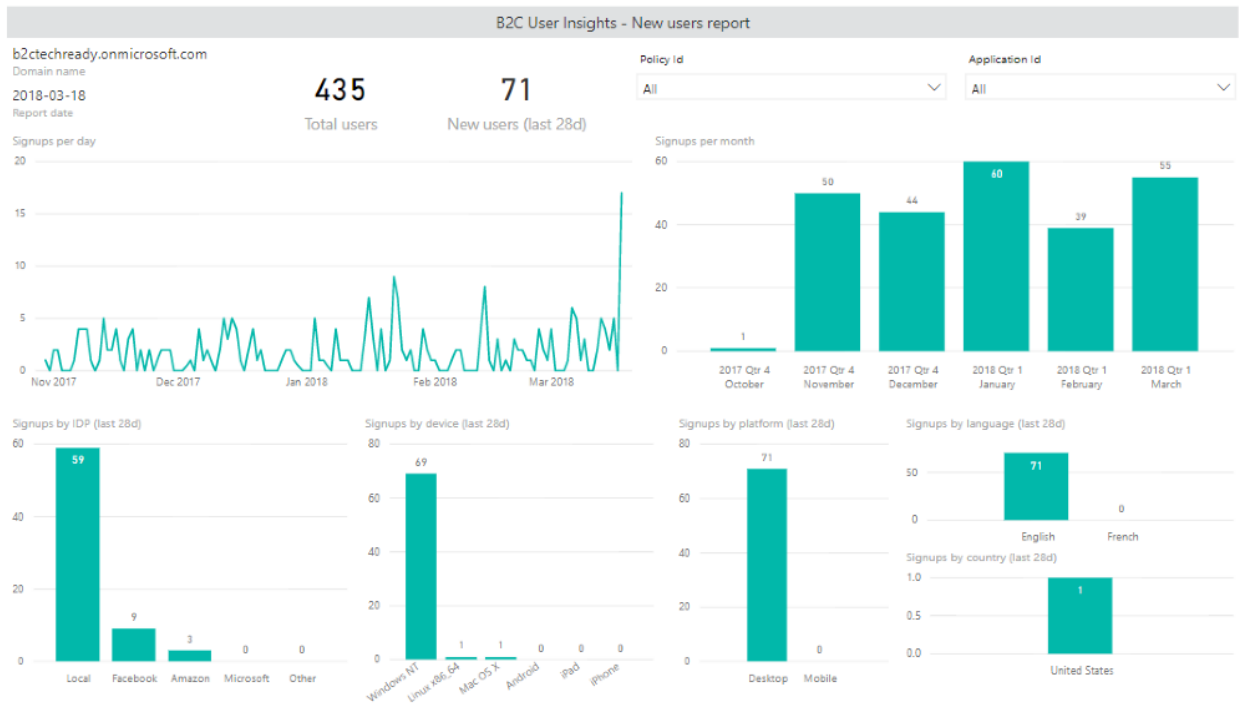 B2C User Insights - New users report
b2ctechready.onmicrosoft.com
Domain name
2018-03-18
Report date
435
Total users
71
New users (last 28d)
Policy Id
All
Application Id
All
Signups per day
20
15
10
5
0
Nov 2017 Dec 2017 Jan 2018 Feb 2018 Mar 2018
Signups per month
60
40
20
0
1 50 44 60 39 55
2017 Qtr 4 2017 Qtr 4 2017 Qtr 4 2018 Qtr 1 2018 Qtr 1 2018 Qtr 1
October November December January February March
Signups by IDP (last 28d)
60
40
20
0
59 9 3 0 0
Local Facebook Amazon Microsoft Other
Signups by device (last 28d)
80
60
40
20
0
69 1 1 0 0 0
Windows NT Linux x86_64 Mac OS X Android iPad iPhone
Signups by platform (last 28d)
80
60
40
20
0
71 0
Desktop Mobile
Signups by language (last 28d)
50
0
71 0
English French
Signups by country (last 28d)
1.0
0.5
0.0
1
United States